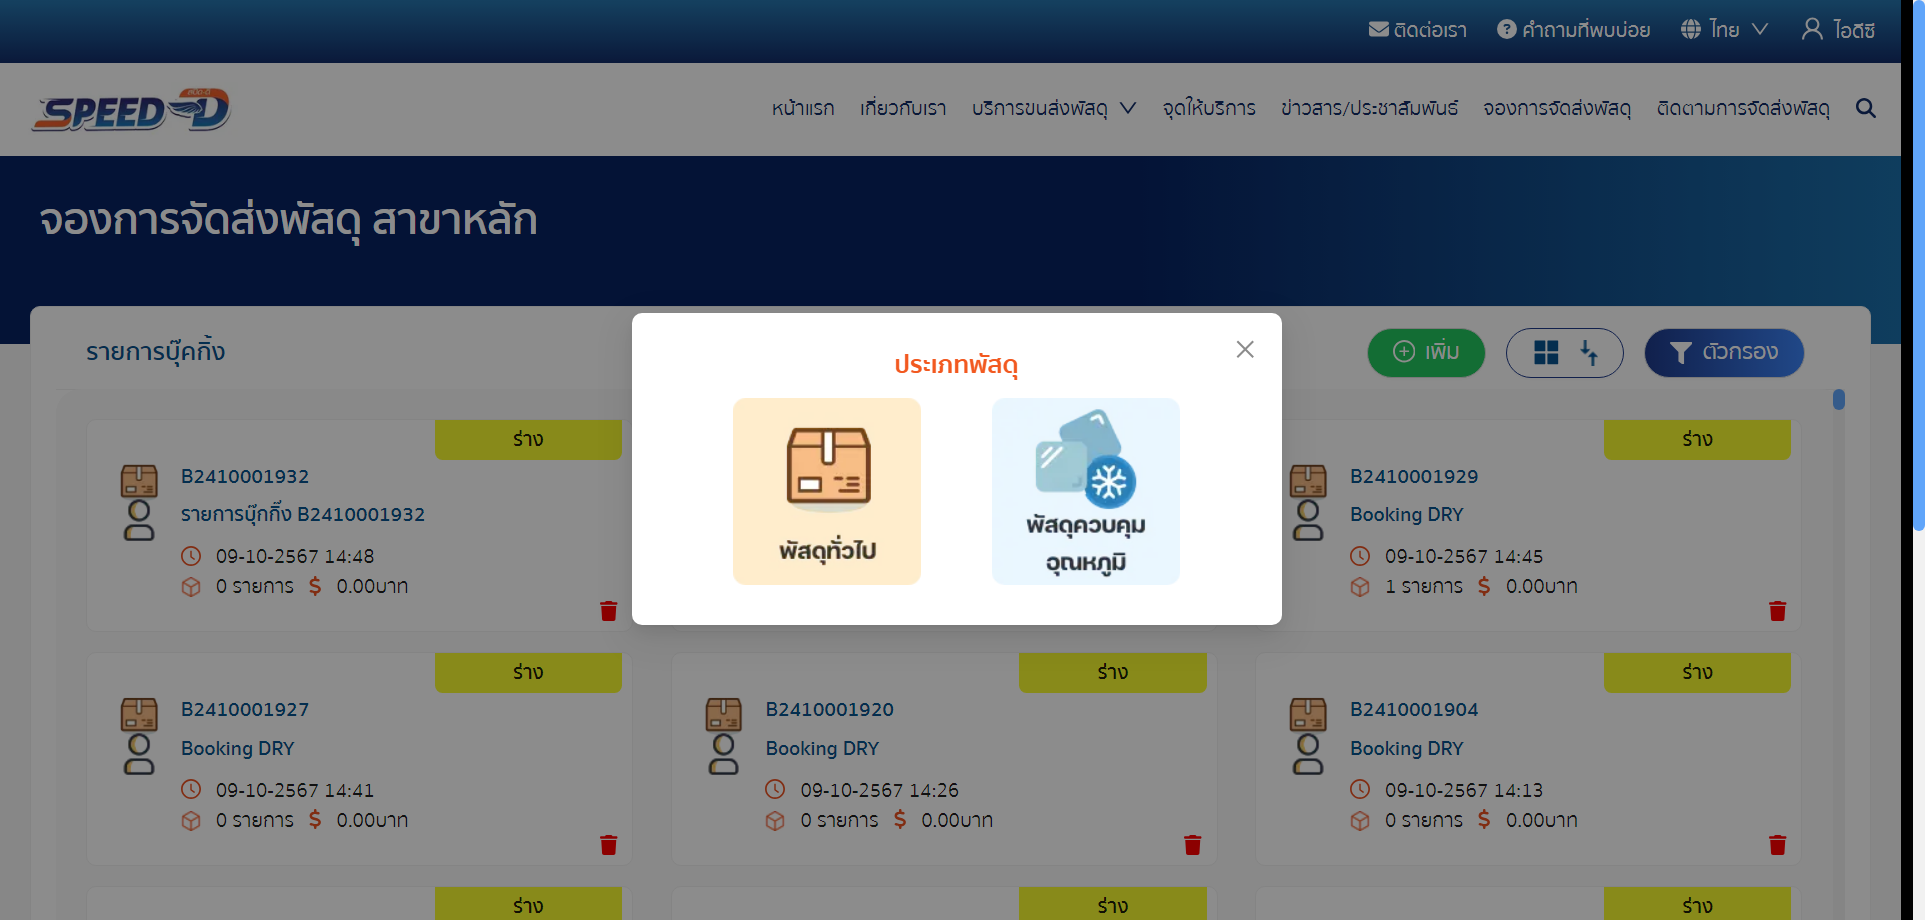 ติดต่อเรา คำถามที่พบบ่อย ไทย ไอดีซี
SPEED-D
หน้าแรก เกี่ยวกับเรา บริการขนส่งพัสดุ จุดให้บริการ ข่าวสาร/ประชาสัมพันธ์ จองการจัดส่งพัสดุ ติดตามการจัดส่งพัสดุ
จองการจัดส่งพัสดุ สาขาหลัก
รายการบุ๊คกิ้ง
เพิ่ม ตัวกรอง
ประเภทพัสดุ
พัสดุทั่วไป
พัสดุควบคุม
อุณหภูมิ
ร่าง
B2410001932
รายการบุ๊กกิ้ง B2410001932
09-10-2567 14:48
0 รายการ $ 0.00บาท
ร่าง
B2410001929
Booking DRY
09-10-2567 14:45
1 รายการ $ 0.00บาท
ร่าง
B2410001927
Booking DRY
09-10-2567 14:41
0 รายการ $ 0.00บาท
ร่าง
B2410001920
Booking DRY
09-10-2567 14:26
0 รายการ $ 0.00บาท
ร่าง
B2410001904
Booking DRY
09-10-2567 14:13
0 รายการ $ 0.00บาท
ร่าง ร่าง ร่าง